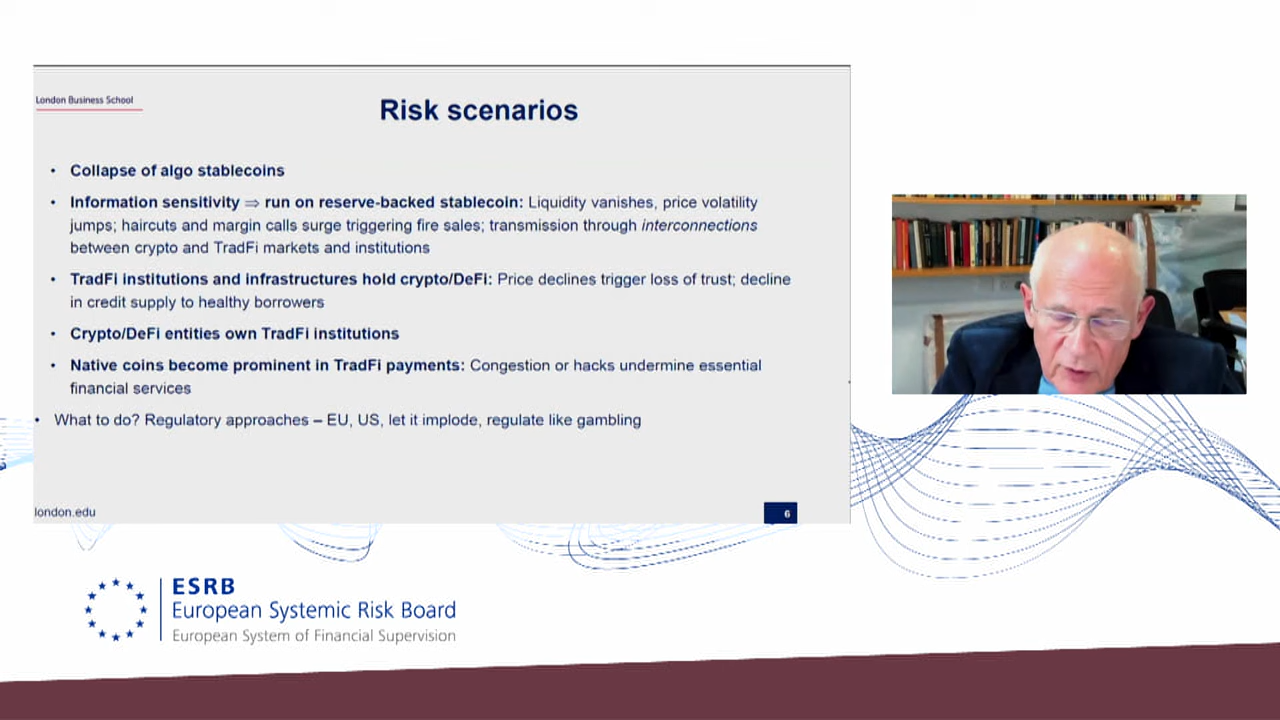 London Business School
Risk scenarios
• Collapse of algo stablecoins
• Information sensitivity ⇒ run on reserve-backed stablecoin: Liquidity vanishes, price volatility
jumps; haircuts and margin calls surge triggering fire sales; transmission through interconnections
between crypto and TradFi markets and institutions
• TradFi institutions and infrastructures hold crypto/DeFi: Price declines trigger loss of trust; decline
in credit supply to healthy borrowers
• Crypto/DeFi entities own TradFi institutions
• Native coins become prominent in TradFi payments: Congestion or hacks undermine essential
financial services
• What to do? Regulatory approaches – EU, US, let it implode, regulate like gambling
london.edu
6
ESRB
European Systemic Risk Board
European System of Financial Supervision